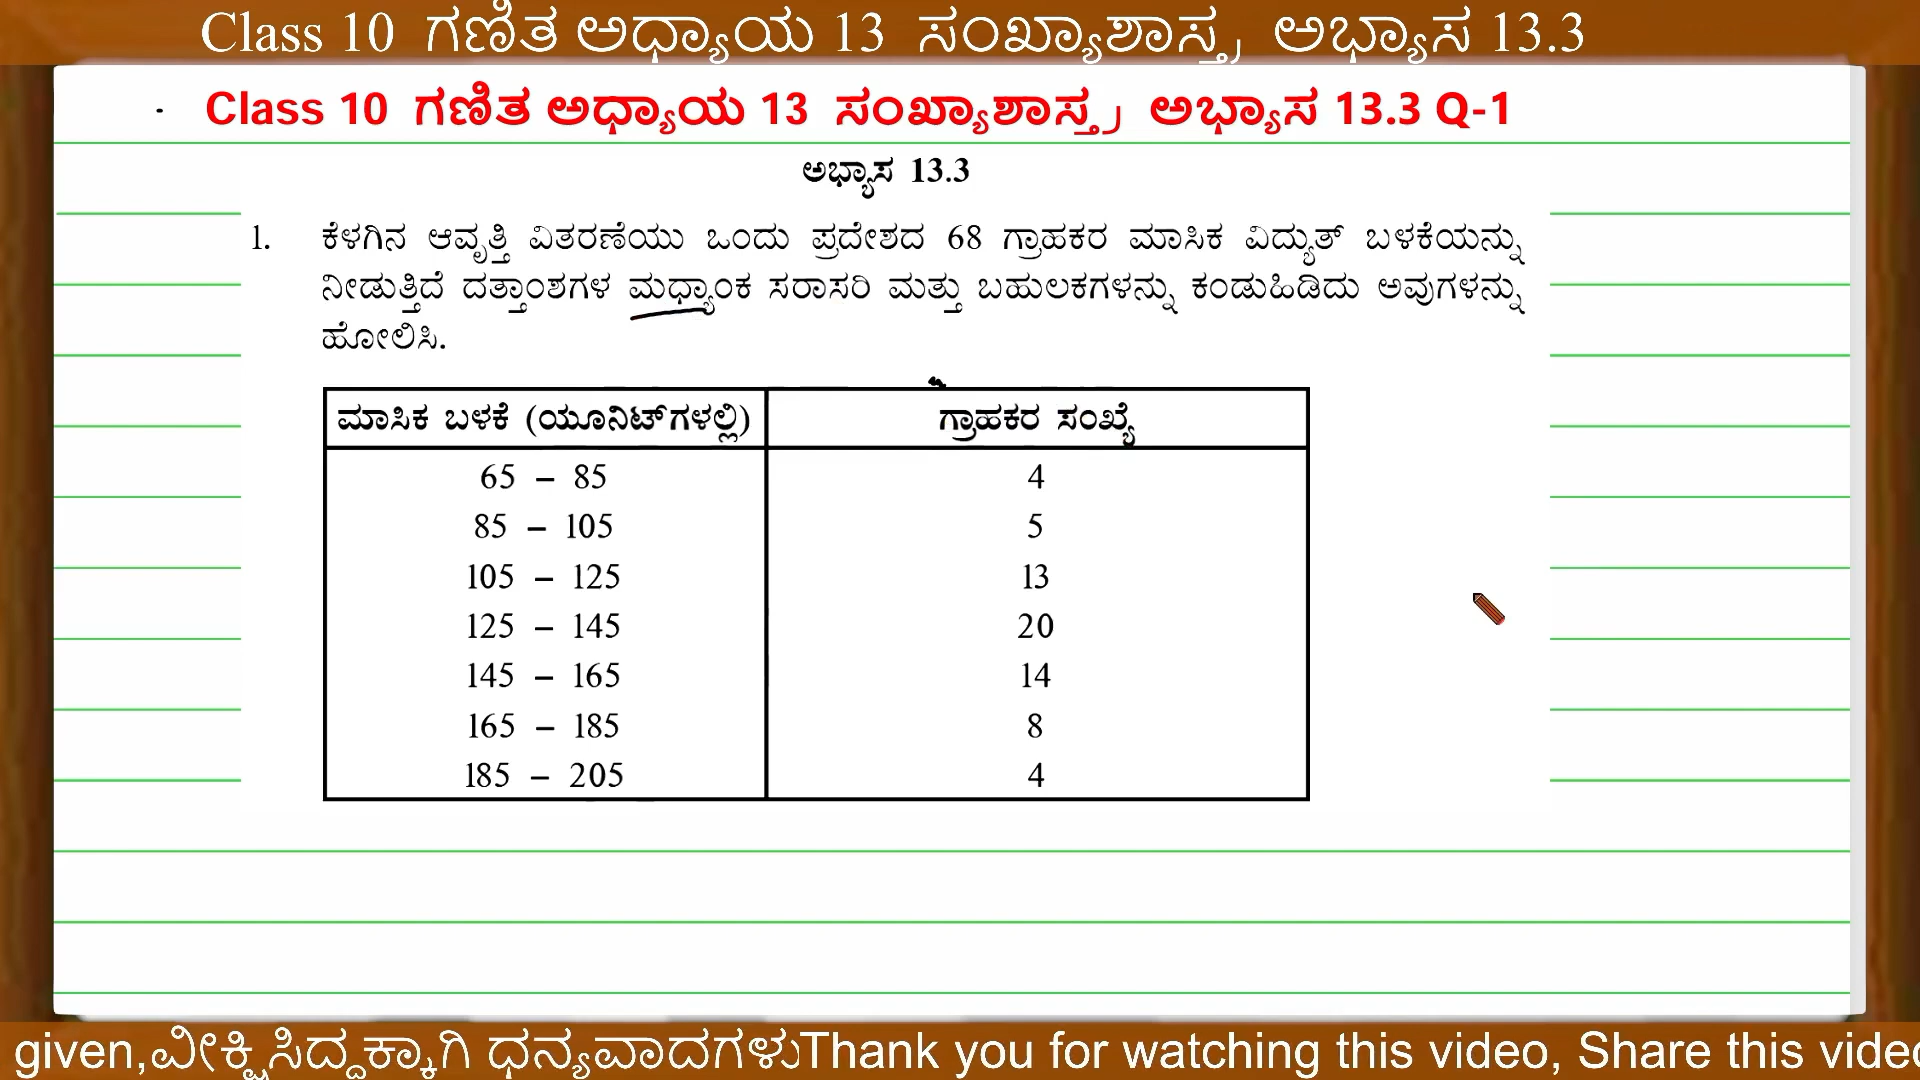 Class 10 ಗಣಿತ ಅಧ್ಯಾಯ 13 ಸಂಖ್ಯಾಶಾಸ್ತ್ರ ಅಭ್ಯಾಸ 13.3
Class 10 ಗಣಿತ ಅಧ್ಯಾಯ 13 ಸಂಖ್ಯಾಶಾಸ್ತ್ರ ಅಭ್ಯಾಸ 13.3 Q-1
ಅಭ್ಯಾಸ 13.3
1. ಕೆಳಗಿನ ಆವೃತ್ತಿ ವಿತರಣೆಯು ಒಂದು ಪ್ರದೇಶದ 68 ಗ್ರಾಹಕರ ಮಾಸಿಕ ವಿದ್ಯುತ್ ಬಳಕೆಯನ್ನು
ನೀಡುತ್ತಿದೆ ದತ್ತಾಂಶಗಳ ಮಧ್ಯಾಂಕ ಸರಾಸರಿ ಮತ್ತು ಬಹುಲಕಗಳನ್ನು ಕಂಡುಹಿಡಿದು ಅವುಗಳನ್ನು
ಹೋಲಿಸಿ.
ಮಾಸಿಕ ಬಳಕೆ (ಯೂನಿಟ್‌ಗಳಲ್ಲಿ) ಗ್ರಾಹಕರ ಸಂಖ್ಯೆ
65 – 85 4
85 – 105 5
105 – 125 13
125 – 145 20
145 – 165 14
165 – 185 8
185 – 205 4
given,ವೀಕ್ಷಿಸಿದ್ದಕ್ಕಾಗಿ ಧನ್ಯವಾದಗಳುThank you for watching this video, Share this video